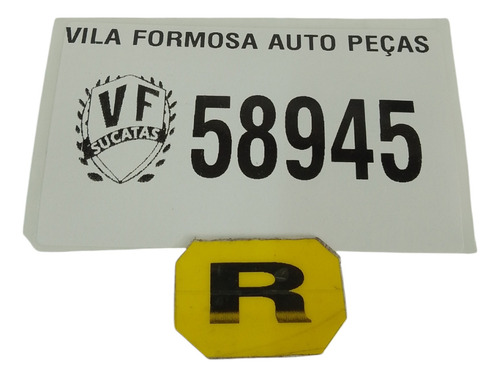 VILA FORMOSA AUTO PEÇAS
VF
SUCATAS
58945
R